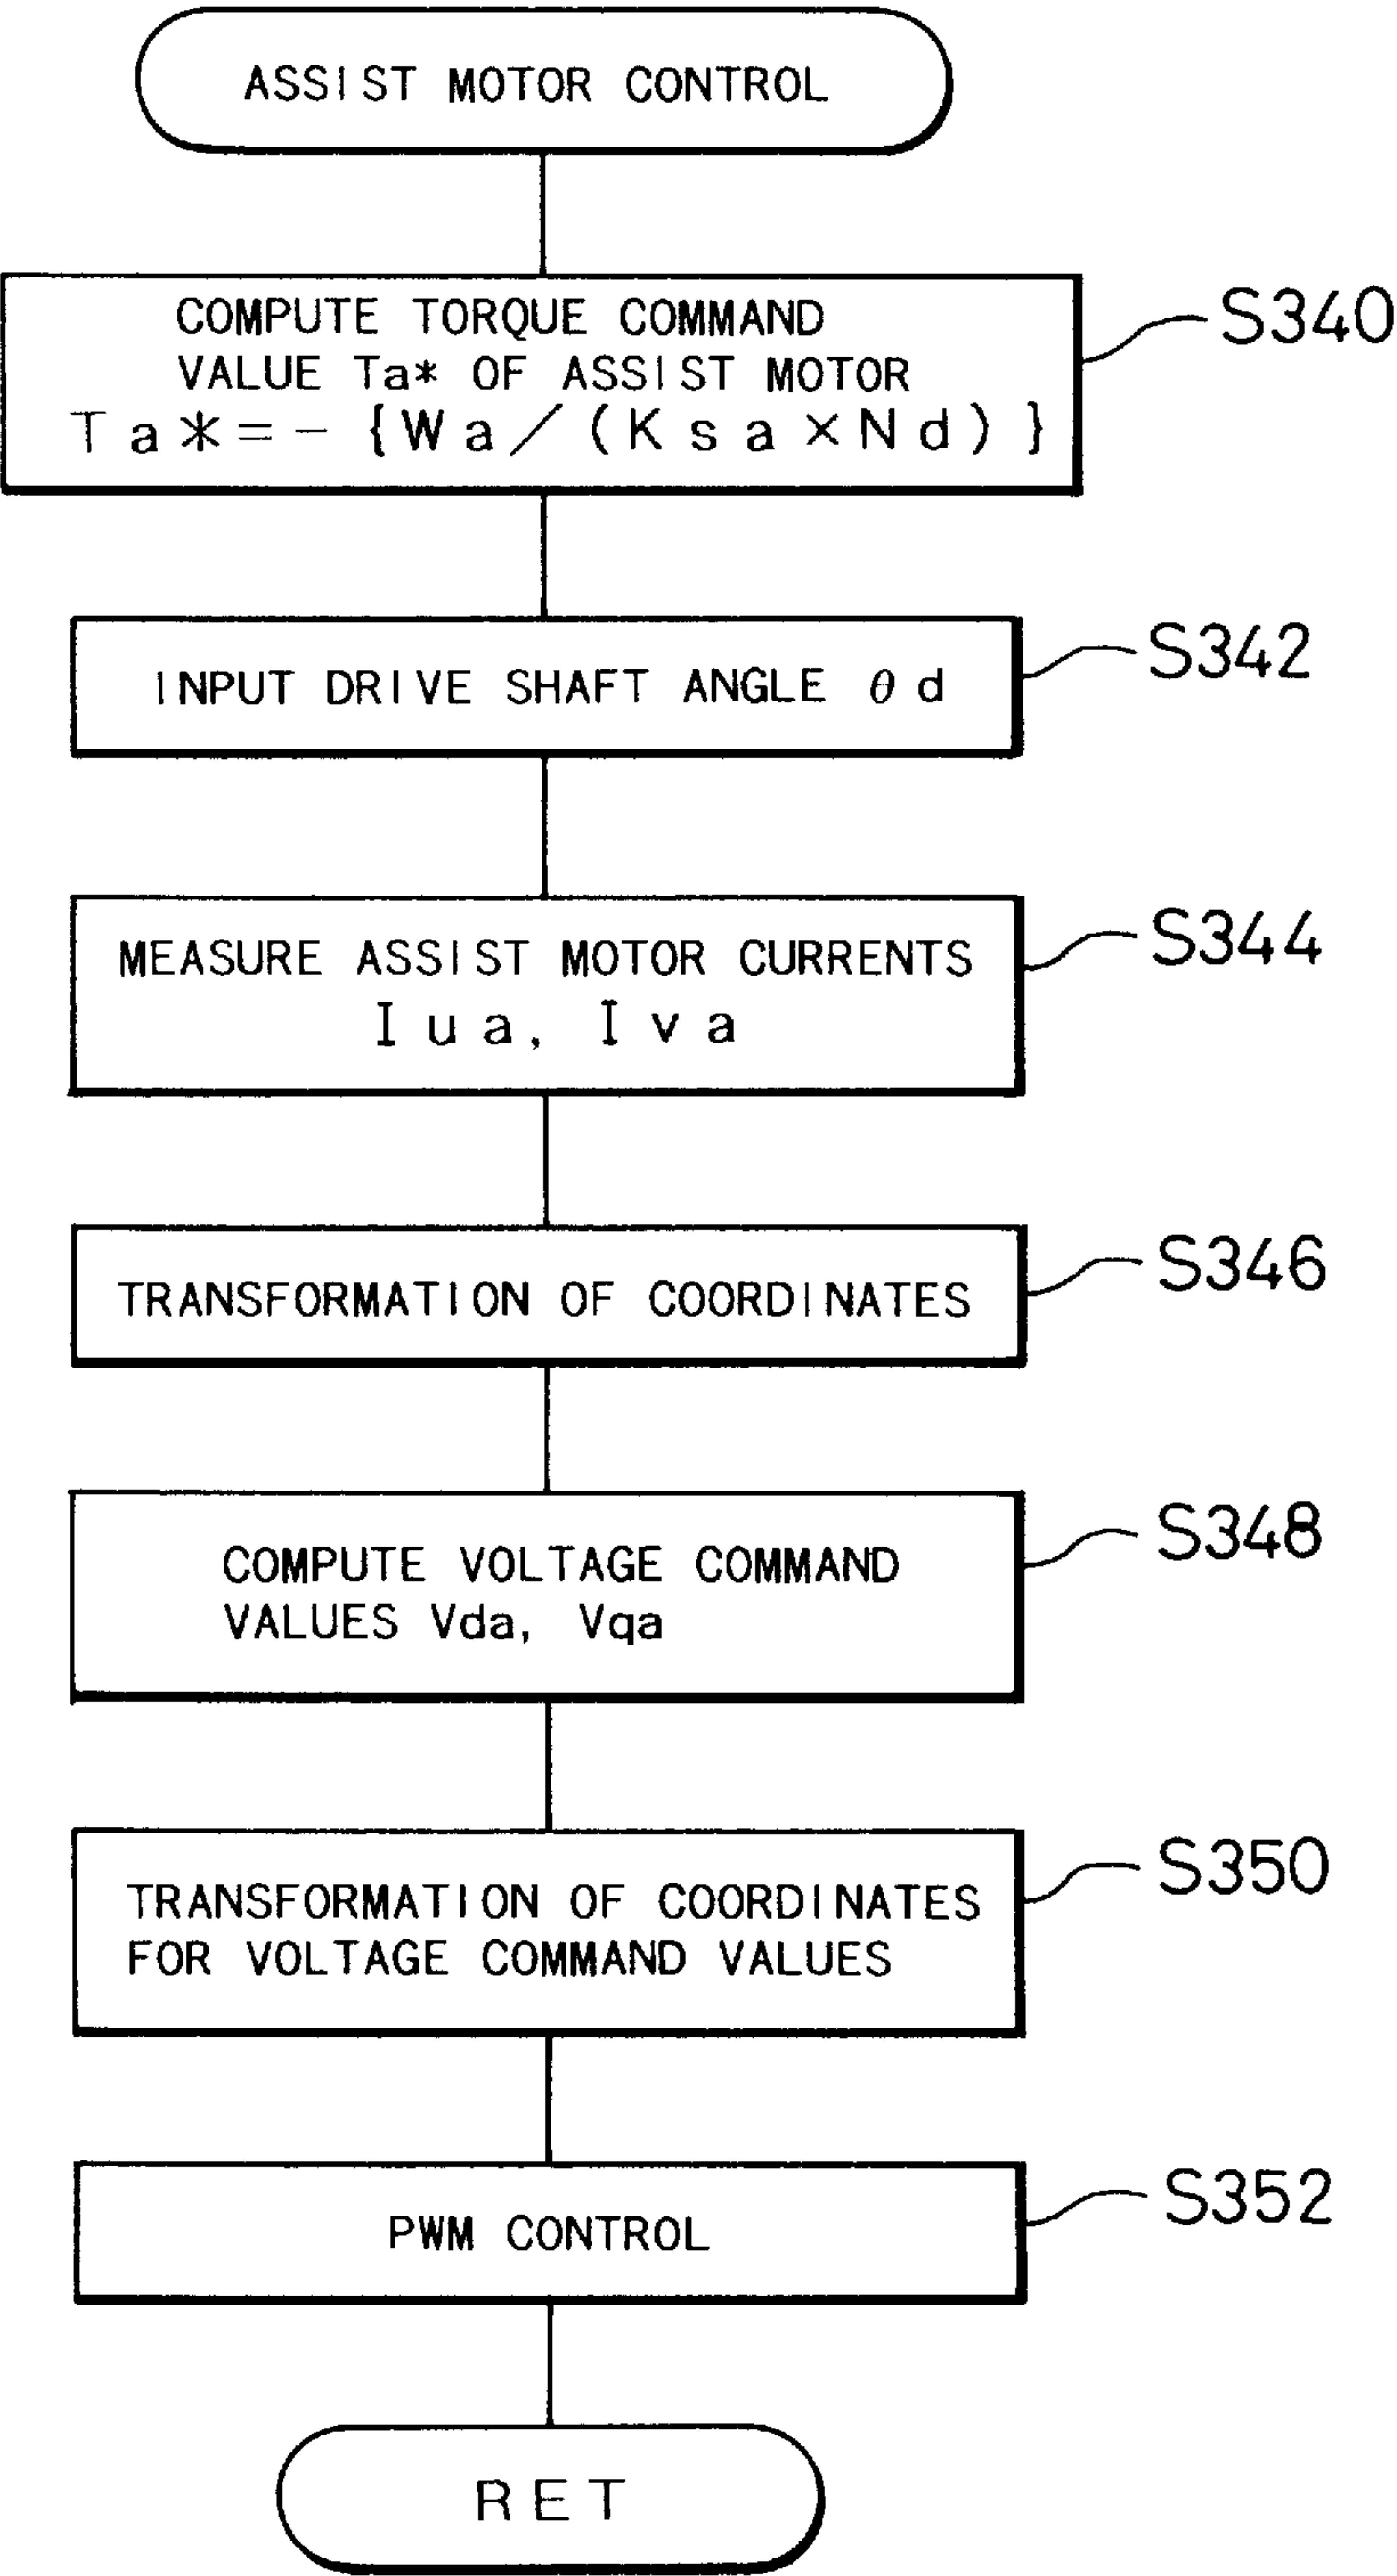 ASSIST MOTOR CONTROL
COMPUTE TORQUE COMMAND
VALUE Ta* OF ASSIST MOTOR
Ta*=-{Wa/(Ksa×Nd)}
S340
INPUT DRIVE SHAFT ANGLE θd
S342
MEASURE ASSIST MOTOR CURRENTS
Iua, Iva
S344
TRANSFORMATION OF COORDINATES
S346
COMPUTE VOLTAGE COMMAND
VALUES Vda, Vqa
S348
TRANSFORMATION OF COORDINATES
FOR VOLTAGE COMMAND VALUES
S350
PWM CONTROL
S352
RET